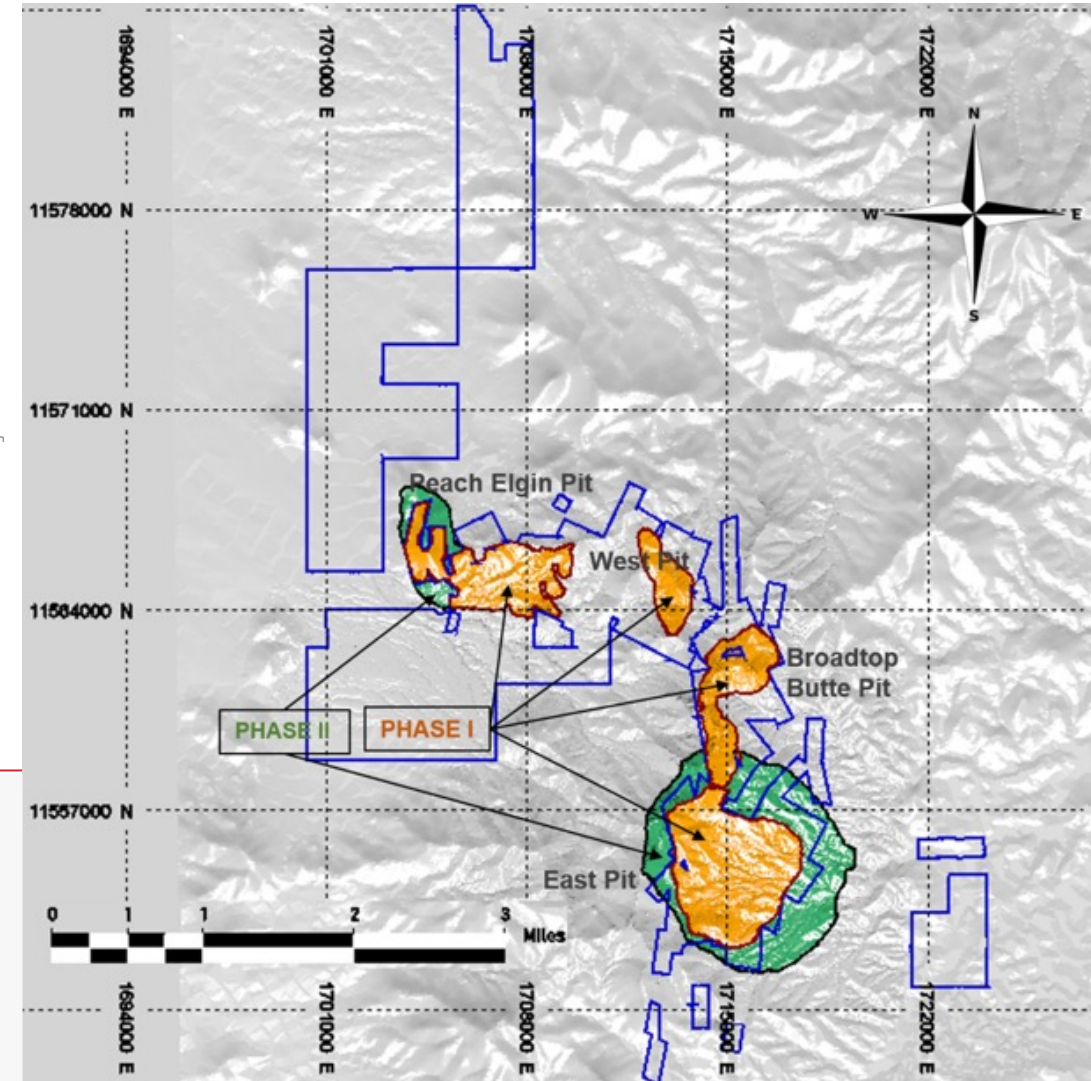 1694000 E
1701000 E
1708000 E
1715000 E
1722000 E
N
W
E
S
11578000 N
11571000 N
Peach Elgin Pit
West Pit
11564000 N
Broadtop
Butte Pit
PHASE II
PHASE I
11557000 N
East Pit
0
1
1
2
3
Miles
1694000 E
1701000 E
1708000 E
1715000 E
1722000 E